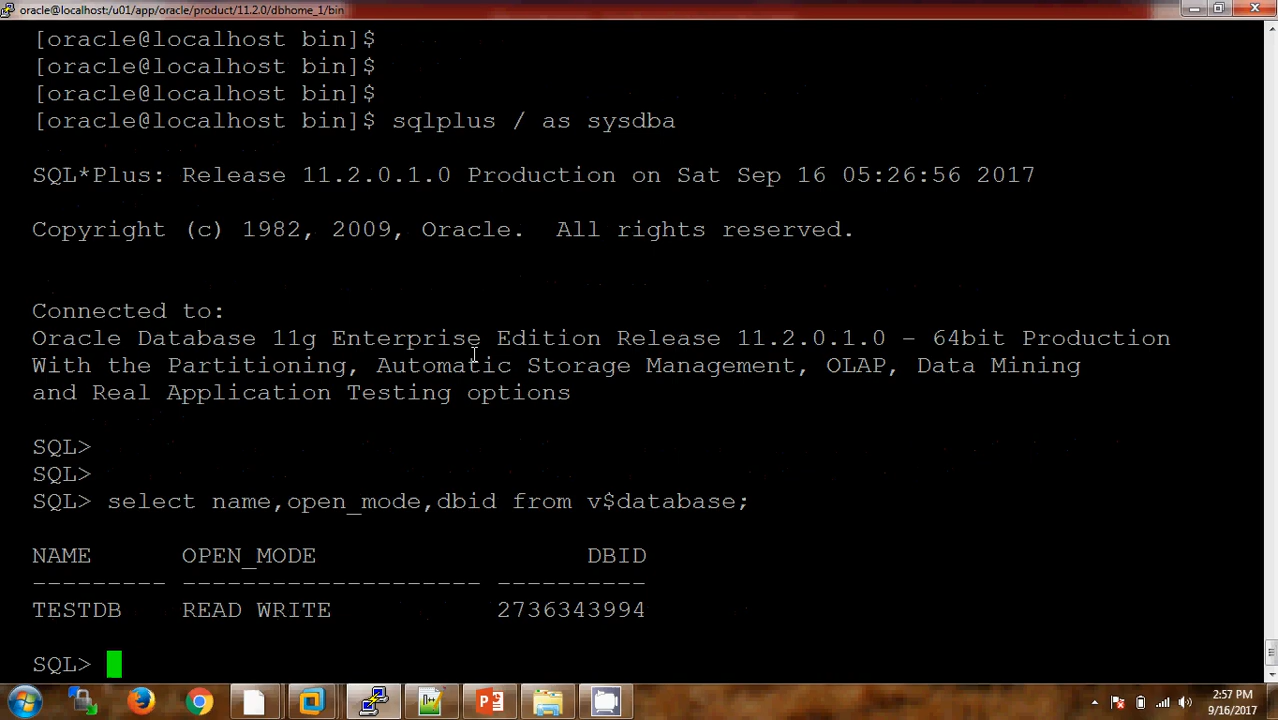 oracle@localhost:/u01/app/oracle/product/11.2.0/dbhome_1/bin
[oracle@localhost bin]$
[oracle@localhost bin]$
[oracle@localhost bin]$
[oracle@localhost bin]$ sqlplus / as sysdba
SQL*Plus: Release 11.2.0.1.0 Production on Sat Sep 16 05:26:56 2017
Copyright (c) 1982, 2009, Oracle.  All rights reserved.
Connected to:
Oracle Database 11g Enterprise Edition Release 11.2.0.1.0 - 64bit Production
With the Partitioning, Automatic Storage Management, OLAP, Data Mining
and Real Application Testing options
SQL>
SQL>
SQL> select name,open_mode,dbid from v$database;
NAME      OPEN_MODE                  DBID
--------- -------------------- ----------
TESTDB    READ WRITE           2736343994
SQL>
2:57 PM
9/16/2017